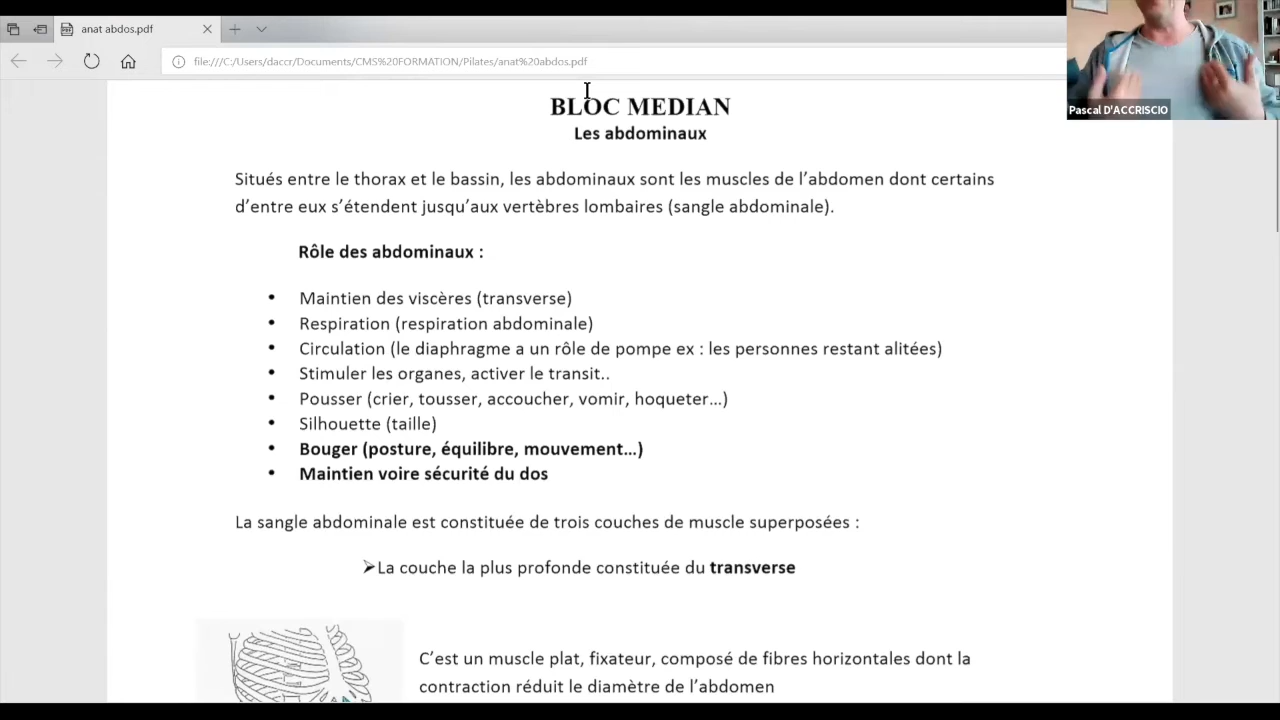 anat abdos.pdf
file:///C:/Users/daccr/Documents/CMS%20FORMATION/Pilates/anat%20abdos.pdf
Pascal D'ACCRISCIO
BLOC MEDIAN
Les abdominaux
Situés entre le thorax et le bassin, les abdominaux sont les muscles de l’abdomen dont certains
d’entre eux s’étendent jusqu’aux vertèbres lombaires (sangle abdominale).
Rôle des abdominaux :
• Maintien des viscères (transverse)
• Respiration (respiration abdominale)
• Circulation (le diaphragme a un rôle de pompe ex : les personnes restant alitées)
• Stimuler les organes, activer le transit..
• Pousser (crier, tousser, accoucher, vomir, hoqueter…)
• Silhouette (taille)
• Bouger (posture, équilibre, mouvement…)
• Maintien voire sécurité du dos
La sangle abdominale est constituée de trois couches de muscle superposées :
➢La couche la plus profonde constituée du transverse
C’est un muscle plat, fixateur, composé de fibres horizontales dont la
contraction réduit le diamètre de l’abdomen